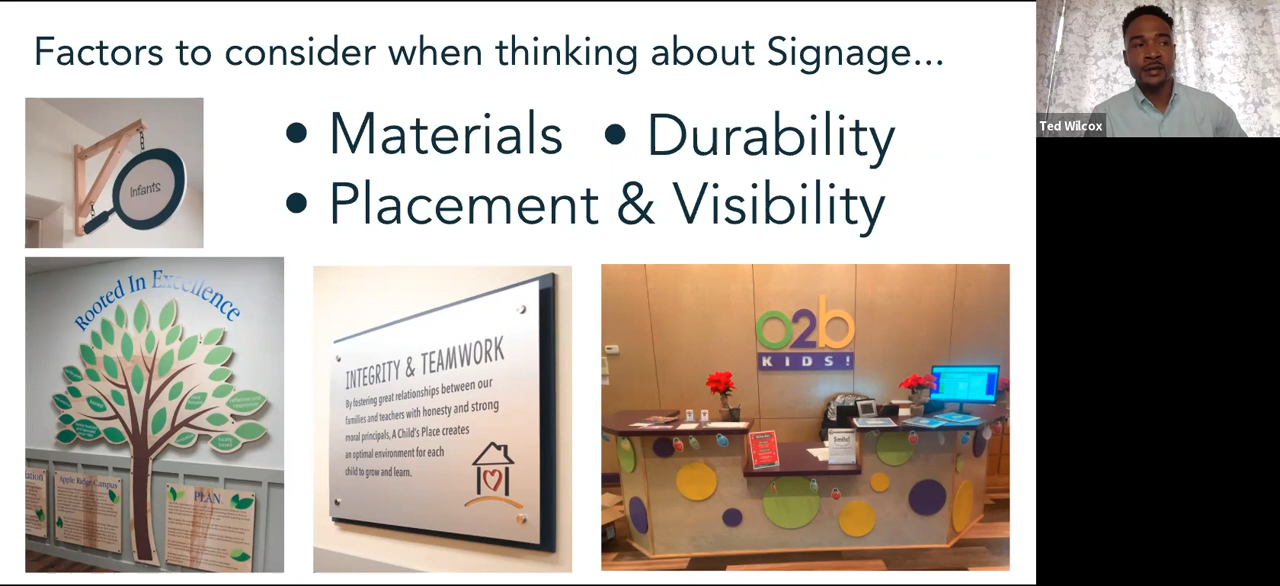 Factors to consider when thinking about Signage...
• Materials • Durability
• Placement & Visibility
Ted Wilcox
Infants
Rooted In Excellence
Apple Ridge Campus
PLAN
INTEGRITY & TEAMWORK
By fostering great relationships between our
families and teachers with honesty and strong
moral principals, A Child's Place creates
an optimal environment for each
child to grow and learn.
o2b
KIDS!